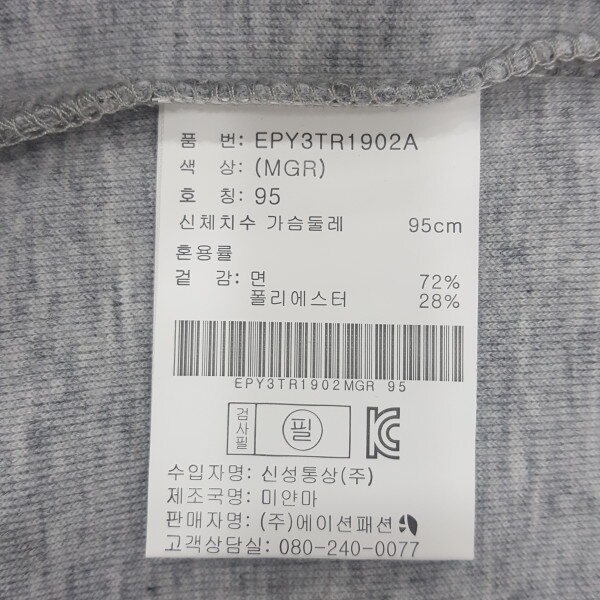 품 번: EPY3TR1902A
색 상: (MGR)
호 칭: 95
신체치수 가슴둘레 95cm
혼용률
겉 감: 면 72%
폴리에스터 28%
EPY3TR1902MGR 95
검사필 필
수입자명: 신성통상(주)
제조국명: 미얀마
판매자명: (주)에이션패션
고객상담실: 080-240-0077